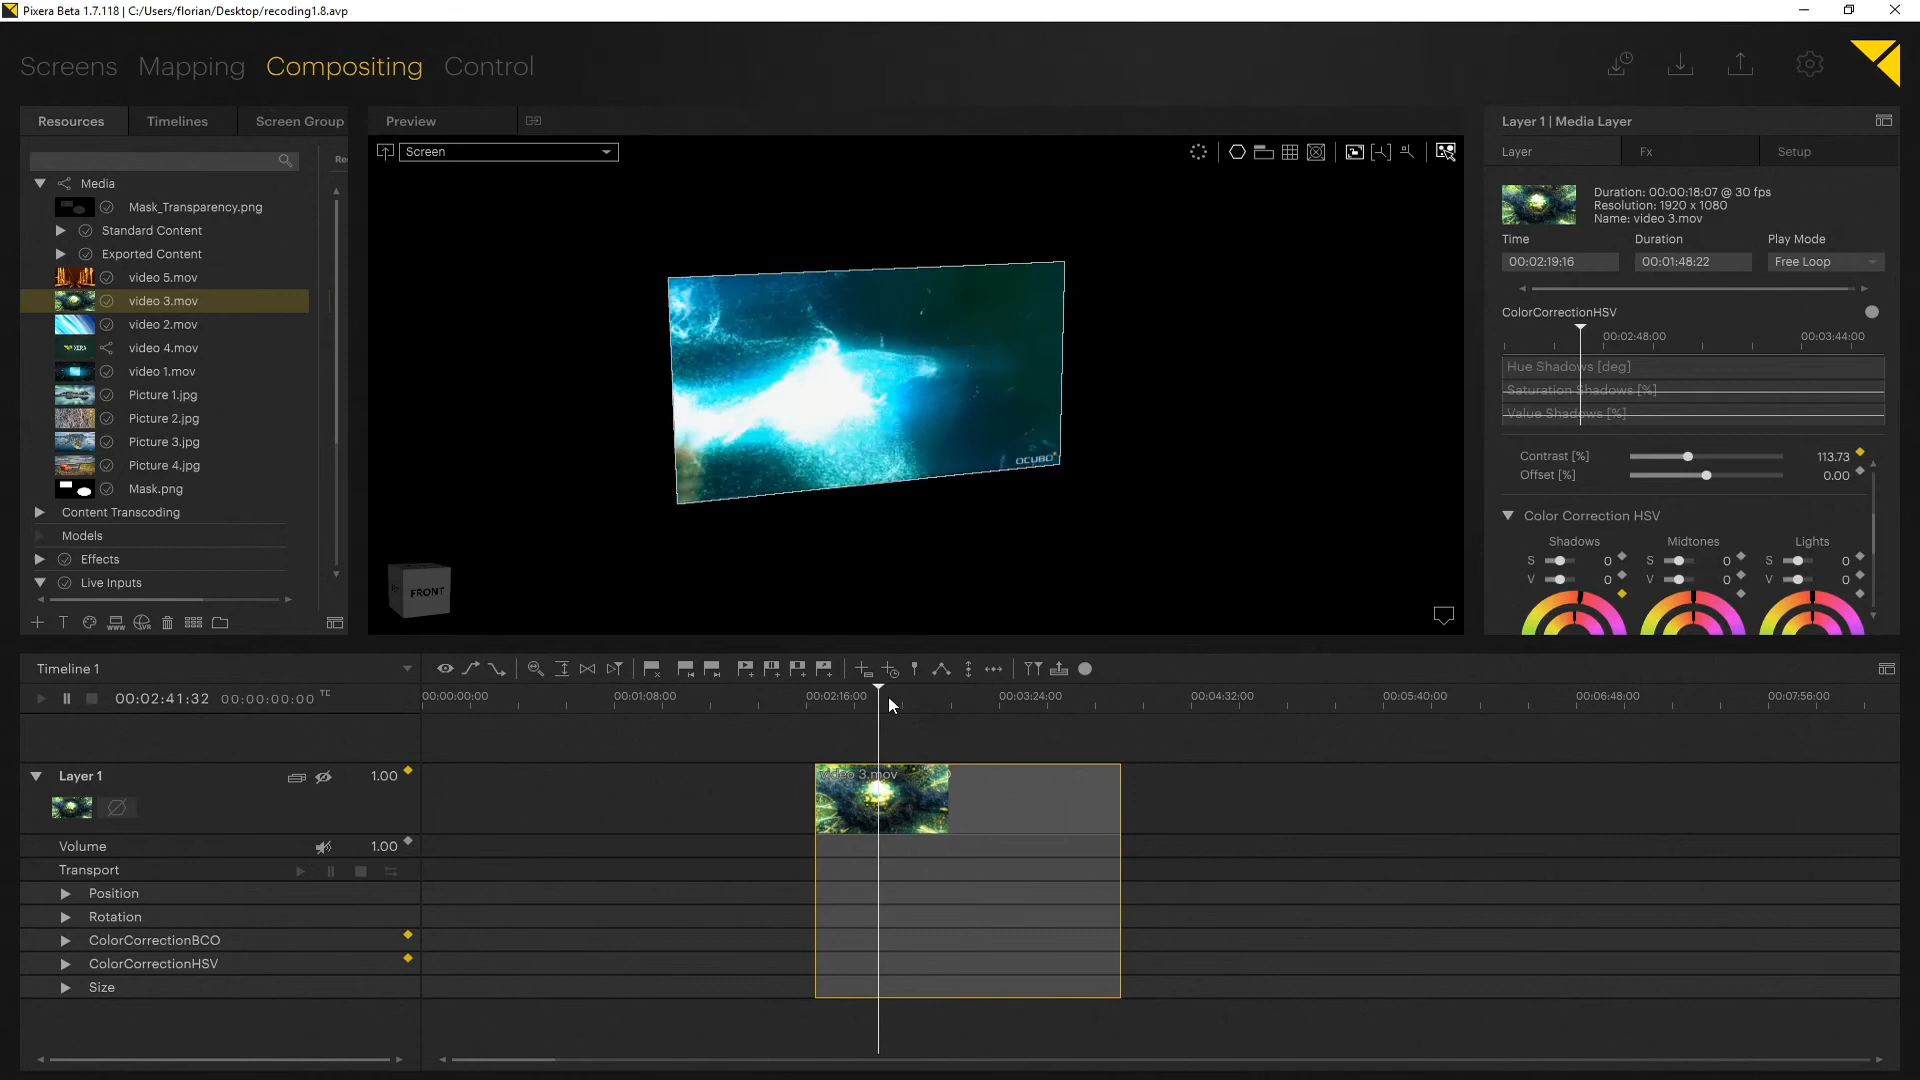 Pixera Beta 1.7.118 | C:/Users/florian/Desktop/recoding1.8.avp
Screens Mapping Compositing Control
Resources Timelines Screen Group
Preview
Layer 1 | Media Layer
Screen
Layer Fx Setup
Media
Mask_Transparency.png
Standard Content
Exported Content
video 5.mov
video 3.mov
video 2.mov
video 4.mov
video 1.mov
Picture 1.jpg
Picture 2.jpg
Picture 3.jpg
Picture 4.jpg
Mask.png
Content Transcoding
Models
Effects
Live Inputs
Re
OCUBO
FRONT
Duration: 00:00:18:07 @ 30 fps
Resolution: 1920 x 1080
Name: video 3.mov
Time Duration Play Mode
00:02:19:16 00:01:48:22 Free Loop
ColorCorrectionHSV
00:02:48:00 00:03:44:00
Hue Shadows [deg]
Saturation Shadows [%]
Value Shadows [%]
Contrast [%] 113.73
Offset [%] 0.00
Color Correction HSV
Shadows Midtones Lights
S 0 S 0 S 0
V 0 V 0 V 0
Timeline 1
00:02:41:32 00:00:00:00 TC
00:00:00:00 00:01:08:00 00:02:16:00 00:03:24:00 00:04:32:00 00:05:40:00 00:06:48:00 00:07:56:00
Layer 1 1.00
video 3.mov
Volume 1.00
Transport
Position
Rotation
ColorCorrectionBCO
ColorCorrectionHSV
Size